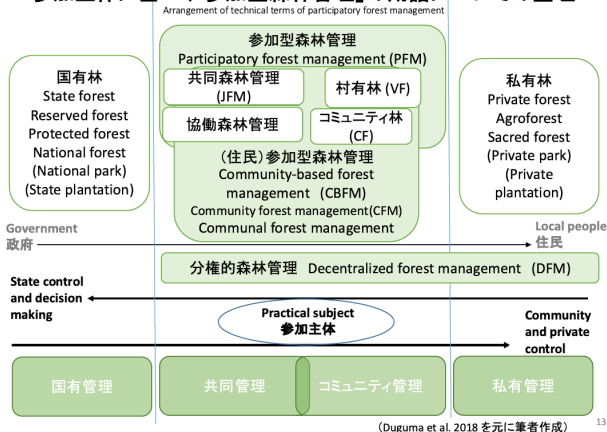 Arrangement of technical terms of participatory forest management
参加型森林管理
Participatory forest management (PFM)
共同森林管理
(JFM)
村有林 (VF)
協働森林管理
コミュニティ林
(CF)
（住民）参加型森林管理
Community-based forest
management （CBFM）
Community forest management(CFM)
Communal forest management
国有林
State forest
Reserved forest
Protected forest
National forest
(National park)
(State plantation)
私有林
Private forest
Agroforest
Sacred forest
(Private park)
(Private
plantation)
Government
政府
Local people
住民
分権的森林管理 Decentralized forest management （DFM）
State control
and decision
making
Practical subject
参加主体
Community
and private
control
国有管理
共同管理
コミュニティ管理
私有管理
（Duguma et al. 2018 を元に筆者作成）
13